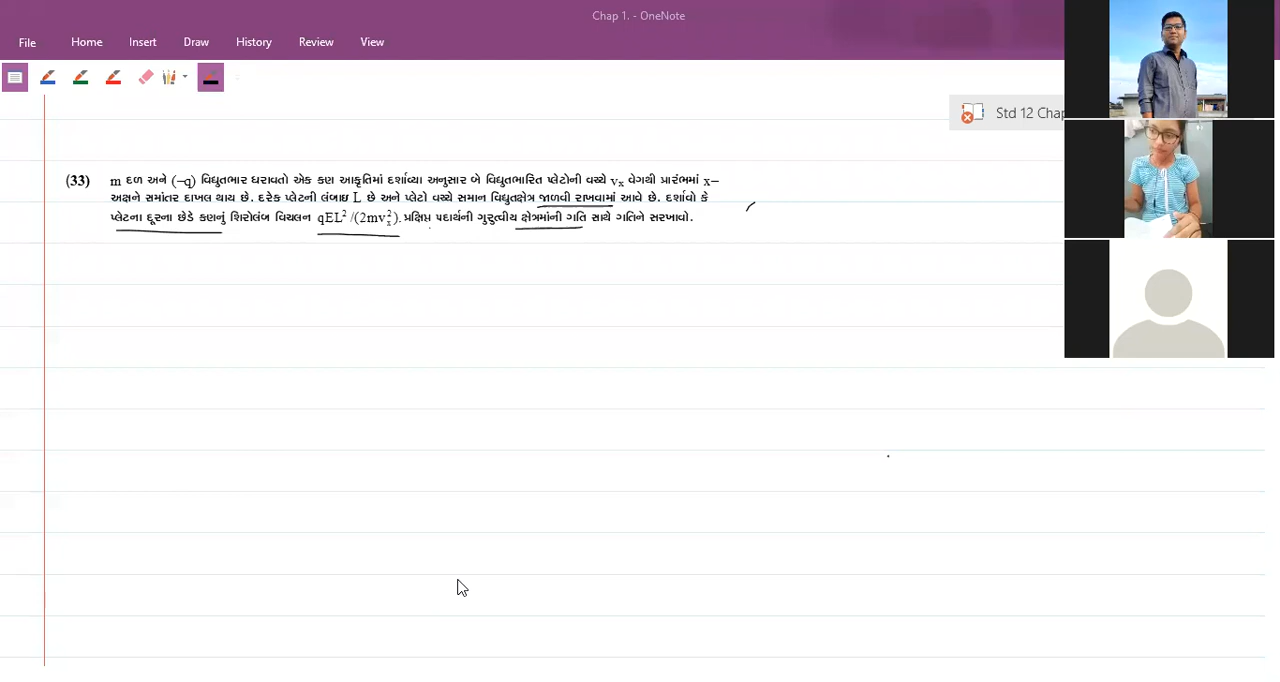 Chap 1. - OneNote
File Home Insert Draw History Review View
Std 12 Chap
(33) m દળ અને (–q) વિદ્યુતભાર ધરાવતો એક કણ આકૃતિમાં દર્શાવ્યા અનુસાર બે વિદ્યુતભારિત પ્લેટોની વચ્ચે vₓ વેગથી પ્રારંભમાં x–
અક્ષને સમાંતર દાખલ થાય છે. દરેક પ્લેટની લંબાઇ L છે અને પ્લેટો વચ્ચે સમાન વિદ્યુતક્ષેત્ર જાળવી રાખવામાં આવે છે. દર્શાવો કે
પ્લેટના દૂરના છેડે કણનું શિરોલંબ વિચલન qEL²/(2mvₓ²). પ્રક્ષિપ્ત પદાર્થની ગુરુત્વીય ક્ષેત્રમાંની ગતિ સાથે ગતિને સરખાવો.